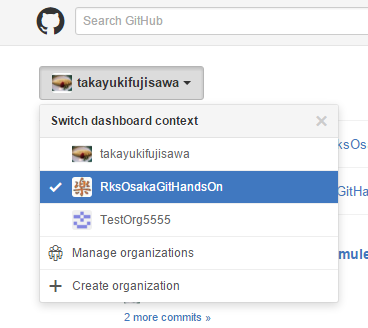 Search GitHub
takayukifujisawa
Switch dashboard context
takayukifujisawa
ksOs
RksOsakaGitHandsOn
GitHa
TestOrg5555
Manage organizations
mule
Create organization
2 more commits »